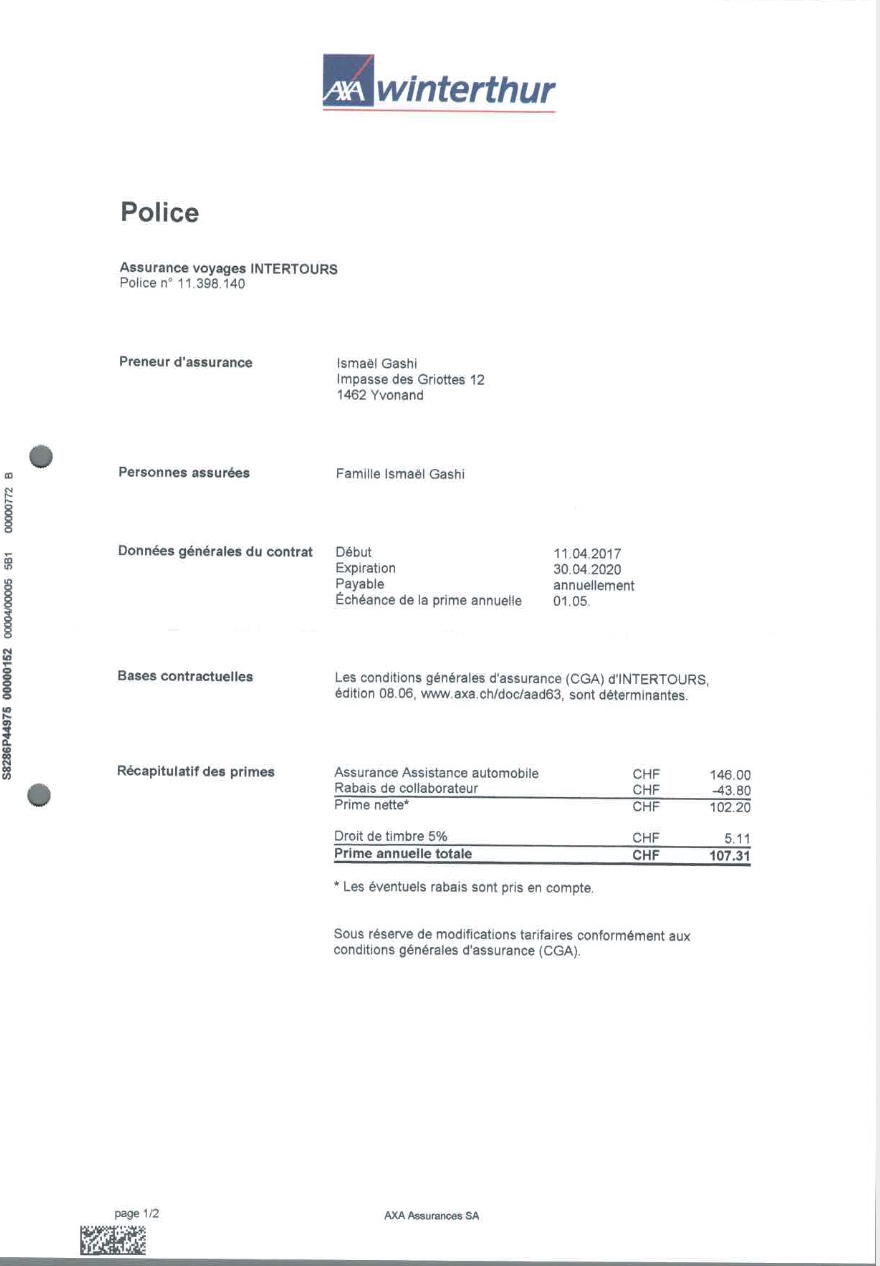 AXA winterthur
Police
Assurance voyages INTERTOURS
Police n° 11.398.140
Preneur d'assurance
Ismaël Gashi
Impasse des Griottes 12
1462 Yvonand
Personnes assurées
Famille Ismaël Gashi
Données générales du contrat
Début 11.04.2017
Expiration 30.04.2020
Payable annuellement
Échéance de la prime annuelle 01.05.
Bases contractuelles
Les conditions générales d'assurance (CGA) d'INTERTOURS,
édition 08.06, www.axa.ch/doc/aad63, sont déterminantes.
Récapitulatif des primes
Assurance Assistance automobile CHF 146.00
Rabais de collaborateur CHF -43.80
Prime nette* CHF 102.20
Droit de timbre 5% CHF 5.11
Prime annuelle totale CHF 107.31
* Les éventuels rabais sont pris en compte.
Sous réserve de modifications tarifaires conformément aux
conditions générales d'assurance (CGA).
S8286P44975 00000152 00004/00005 5B1 00000772 B
page 1/2
AXA Assurances SA